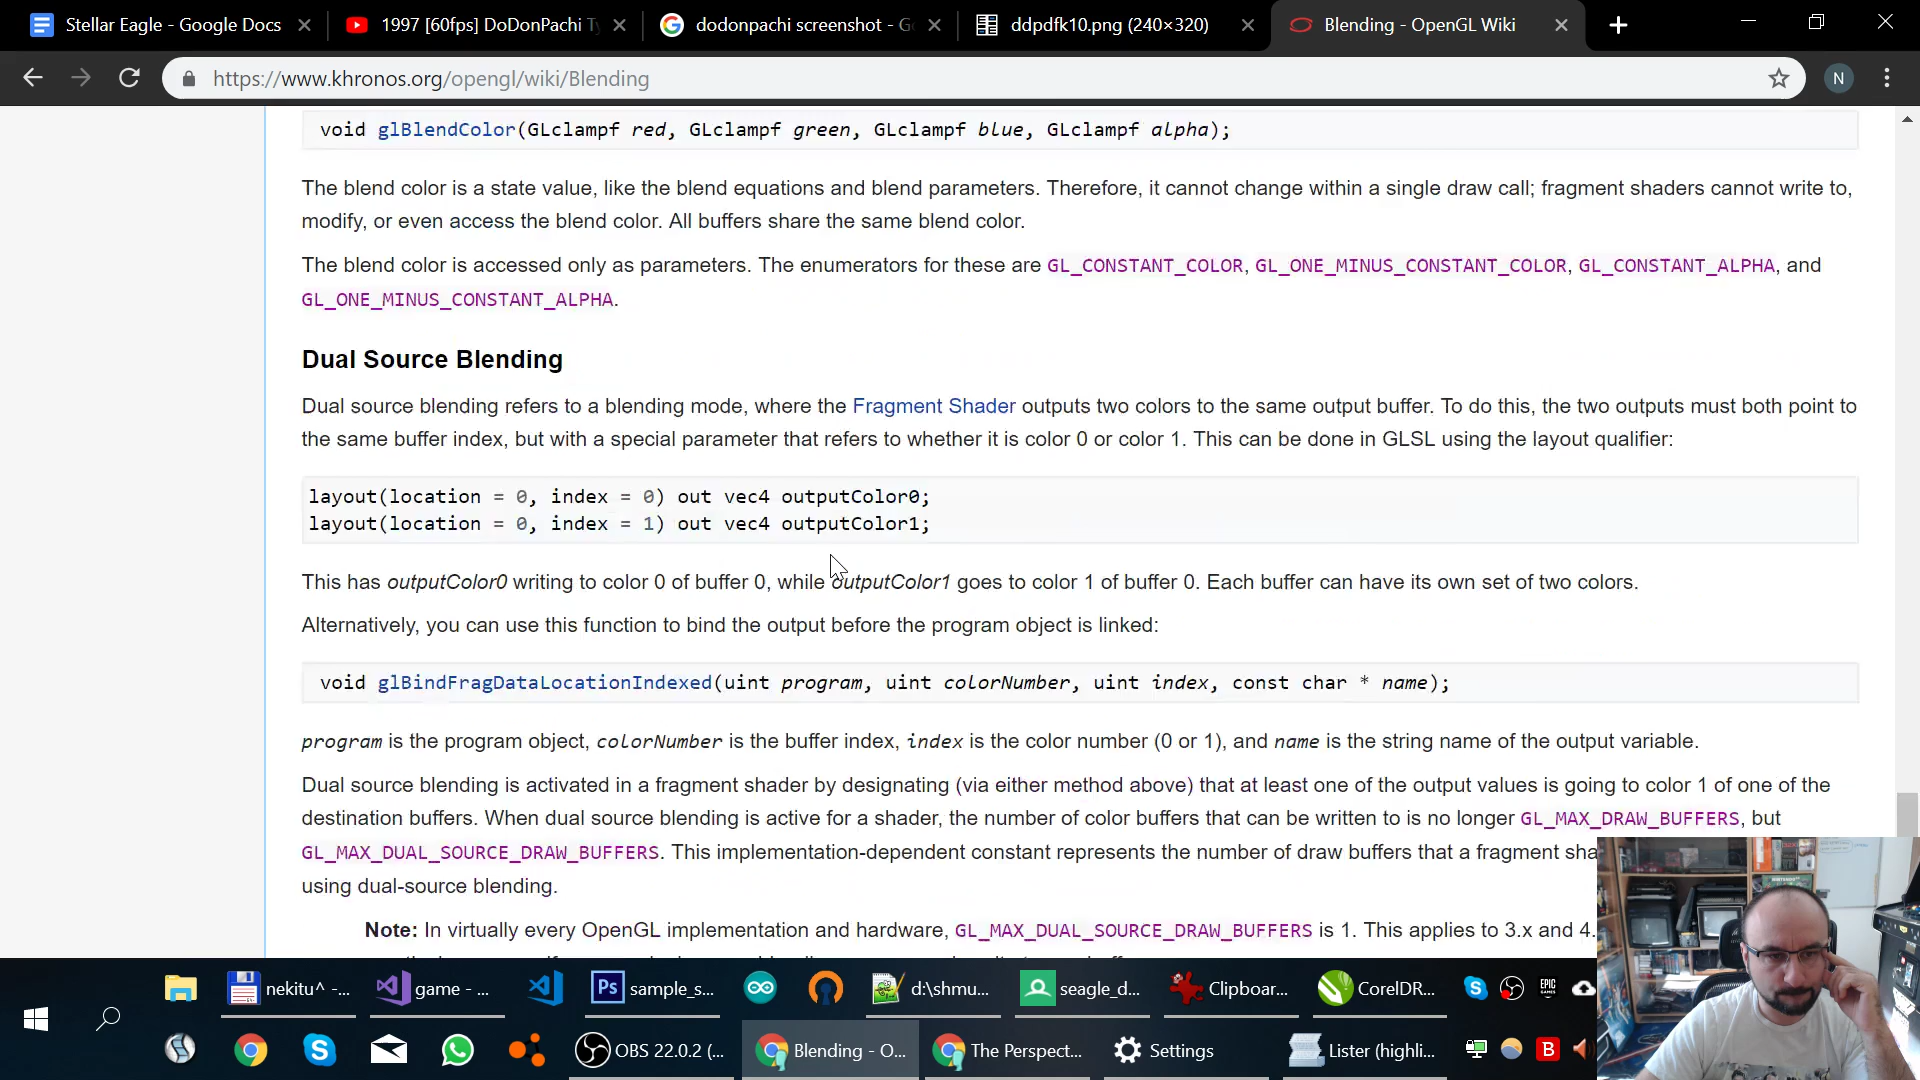 Stellar Eagle - Google Docs
1997 [60fps] DoDonPachi Ty
dodonpachi screenshot - Go
ddpdfk10.png (240×320)
Blending - OpenGL Wiki
https://www.khronos.org/opengl/wiki/Blending
N
void glBlendColor(GLclampf red, GLclampf green, GLclampf blue, GLclampf alpha);
The blend color is a state value, like the blend equations and blend parameters. Therefore, it cannot change within a single draw call; fragment shaders cannot write to,
modify, or even access the blend color. All buffers share the same blend color.
The blend color is accessed only as parameters. The enumerators for these are GL_CONSTANT_COLOR, GL_ONE_MINUS_CONSTANT_COLOR, GL_CONSTANT_ALPHA, and
GL_ONE_MINUS_CONSTANT_ALPHA.
Dual Source Blending
Dual source blending refers to a blending mode, where the Fragment Shader outputs two colors to the same output buffer. To do this, the two outputs must both point to
the same buffer index, but with a special parameter that refers to whether it is color 0 or color 1. This can be done in GLSL using the layout qualifier:
layout(location = 0, index = 0) out vec4 outputColor0;
layout(location = 0, index = 1) out vec4 outputColor1;
This has outputColor0 writing to color 0 of buffer 0, while outputColor1 goes to color 1 of buffer 0. Each buffer can have its own set of two colors.
Alternatively, you can use this function to bind the output before the program object is linked:
void glBindFragDataLocationIndexed(uint program, uint colorNumber, uint index, const char * name);
program is the program object, colorNumber is the buffer index, index is the color number (0 or 1), and name is the string name of the output variable.
Dual source blending is activated in a fragment shader by designating (via either method above) that at least one of the output values is going to color 1 of one of the
destination buffers. When dual source blending is active for a shader, the number of color buffers that can be written to is no longer GL_MAX_DRAW_BUFFERS, but
GL_MAX_DUAL_SOURCE_DRAW_BUFFERS. This implementation-dependent constant represents the number of draw buffers that a fragment sha
using dual-source blending.
Note: In virtually every OpenGL implementation and hardware, GL_MAX_DUAL_SOURCE_DRAW_BUFFERS is 1. This applies to 3.x and 4.
nekitu^ -...
game - ...
Ps
sample_s...
d:\shmu...
seagle_d...
Clipboar...
CorelDR...
EPIC
GAMES
OBS 22.0.2 (...
Blending - O...
The Perspect...
Settings
Lister (highli...
B